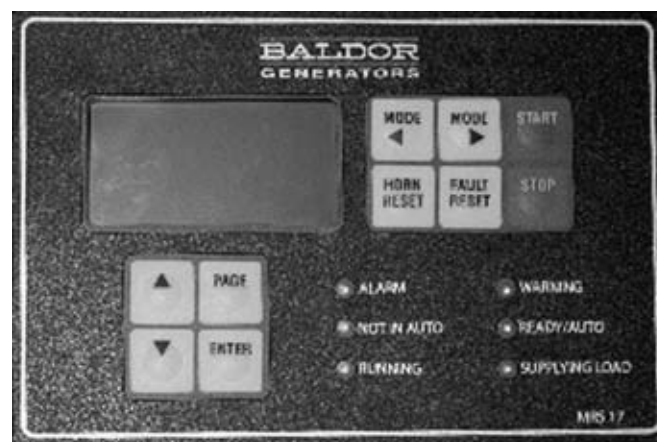 BALDOR
GENERATORS
MODE
MODE
START
HORN RESET
FAULT RESET
STOP
PAGE
ENTER
ALARM
WARNING
NOT IN AUTO
READY/AUTO
RUNNING
SUPPLYING LOAD
MRS 17